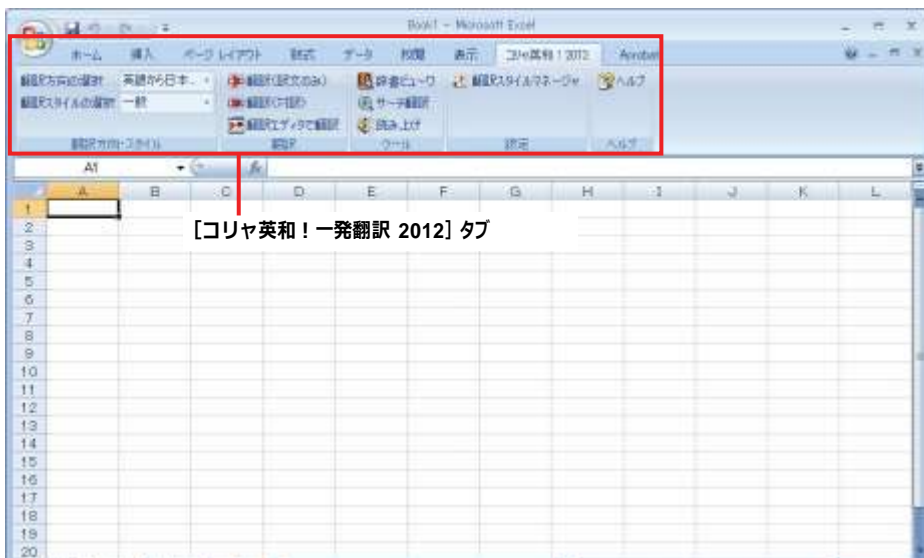 Book1 - Microsoft Excel
ホーム 挿入 ページ レイアウト 数式 データ 校閲 表示 コリャ英和！2012 Acrobat
翻訳方向の選択 英語から日本... 翻訳(訳文のみ) 辞書ビューワ 翻訳スタイルマネージャ ヘルプ
翻訳スタイルの選択 一般 翻訳(対訳) サーチ翻訳
翻訳エディタで翻訳 読み上げ
翻訳方向・スタイル 翻訳 ツール 設定 ヘルプ
A1 fx
A B C D E F G H I J K L
1
2
[コリャ英和！一発翻訳 2012] タブ
3
4
5
6
7
8
9
10
11
12
13
14
15
16
17
18
19
20